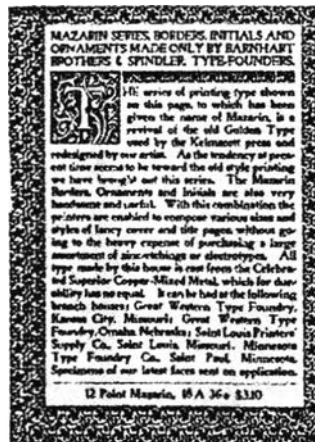 MAZARIN SERIES, BORDERS, INITIALS AND
ORNAMENTS MADE ONLY BY BARNHART
BROTHERS & SPINDLER, TYPE-FOUNDERS.
THE series of printing type shown
on this page, to which has been
given the name of Mazarin, is a
revival of the old Golden Type
used by the Kelmscott press and
redesigned by our artist. As the tendency at pres-
ent time seems to be toward the old style printing
we have brought out this series. The Mazarin
Borders, Ornaments and Initials are also very
handsome and useful. With this combination the
printers are enabled to compose various sizes and
styles of fancy cover and title pages, without go-
ing to the heavy expense of purchasing a large
assortment of zinc-etchings or electrotypes. All
type made by this house is cast from the Celebra-
ted Superior Copper-Mixed Metal, which for dur-
ability has no equal. It can be had at the following
branch houses: Great Western Type Foundry,
Kansas City, Missouri; Great Western Type
Foundry, Omaha, Nebraska; Saint Louis Printers'
Supply Co., Saint Louis, Missouri. Minnesota
Type Foundry Co., Saint Paul, Minnesota.
Specimens of our latest faces sent on application.
12 Point Mazarin, 18 A 36 a $3.10